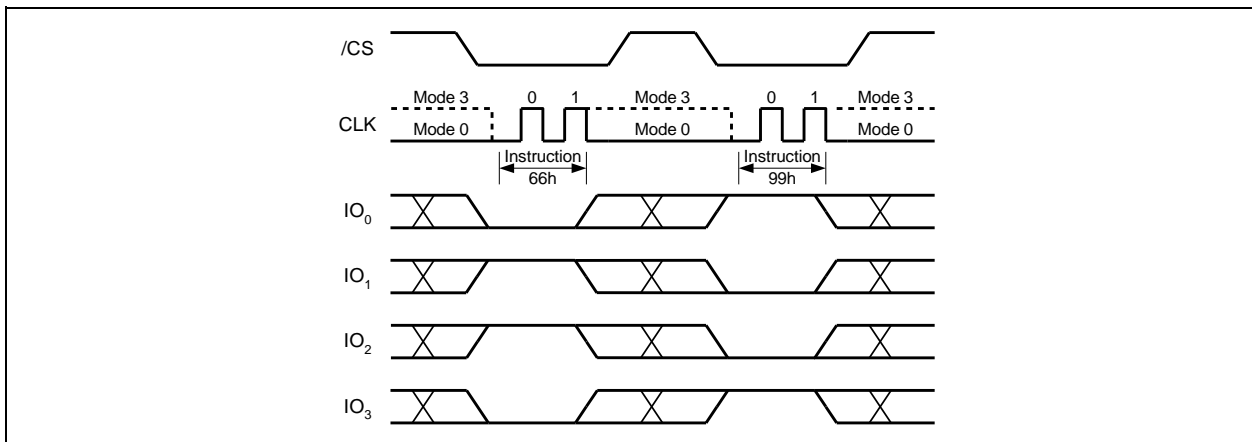 /CS
Mode 3 0 1 Mode 3 0 1 Mode 3
CLK Mode 0 Mode 0 Mode 0
Instruction Instruction
66h 99h
IO0
IO1
IO2
IO3